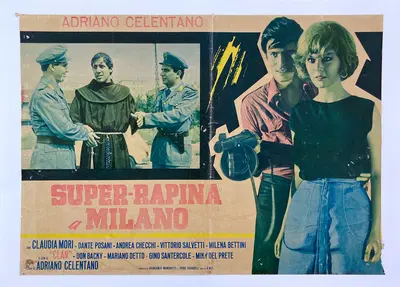 ADRIANO CELENTANO
SUPER-RAPINA
a MILANO
CLAUDIA MORI - DANTE POSANI - ANDREA CHECCHI - VITTORIO SALVETTI - MILENA BETTINI
"CLAN" - DON BACKY - MARIANO DETTO - GINO SANTERCOLE - MIKI DEL PRETE
ADRIANO CELENTANO